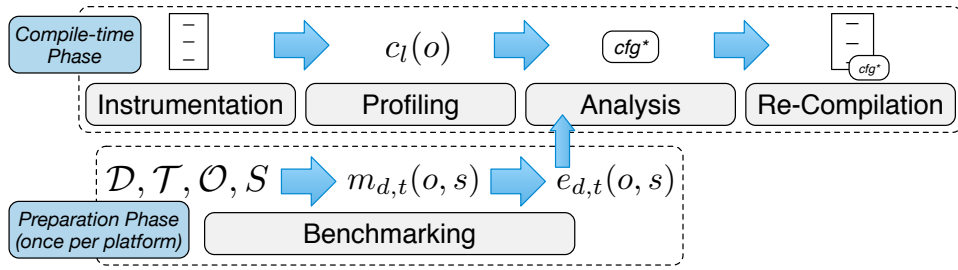 Compile-time
Phase
c_l(o)
cfg*
cfg*
Instrumentation
Profiling
Analysis
Re-Compilation
𝒟, 𝒯, 𝒪, S
m_{d,t}(o, s)
e_{d,t}(o, s)
Preparation Phase
(once per platform)
Benchmarking